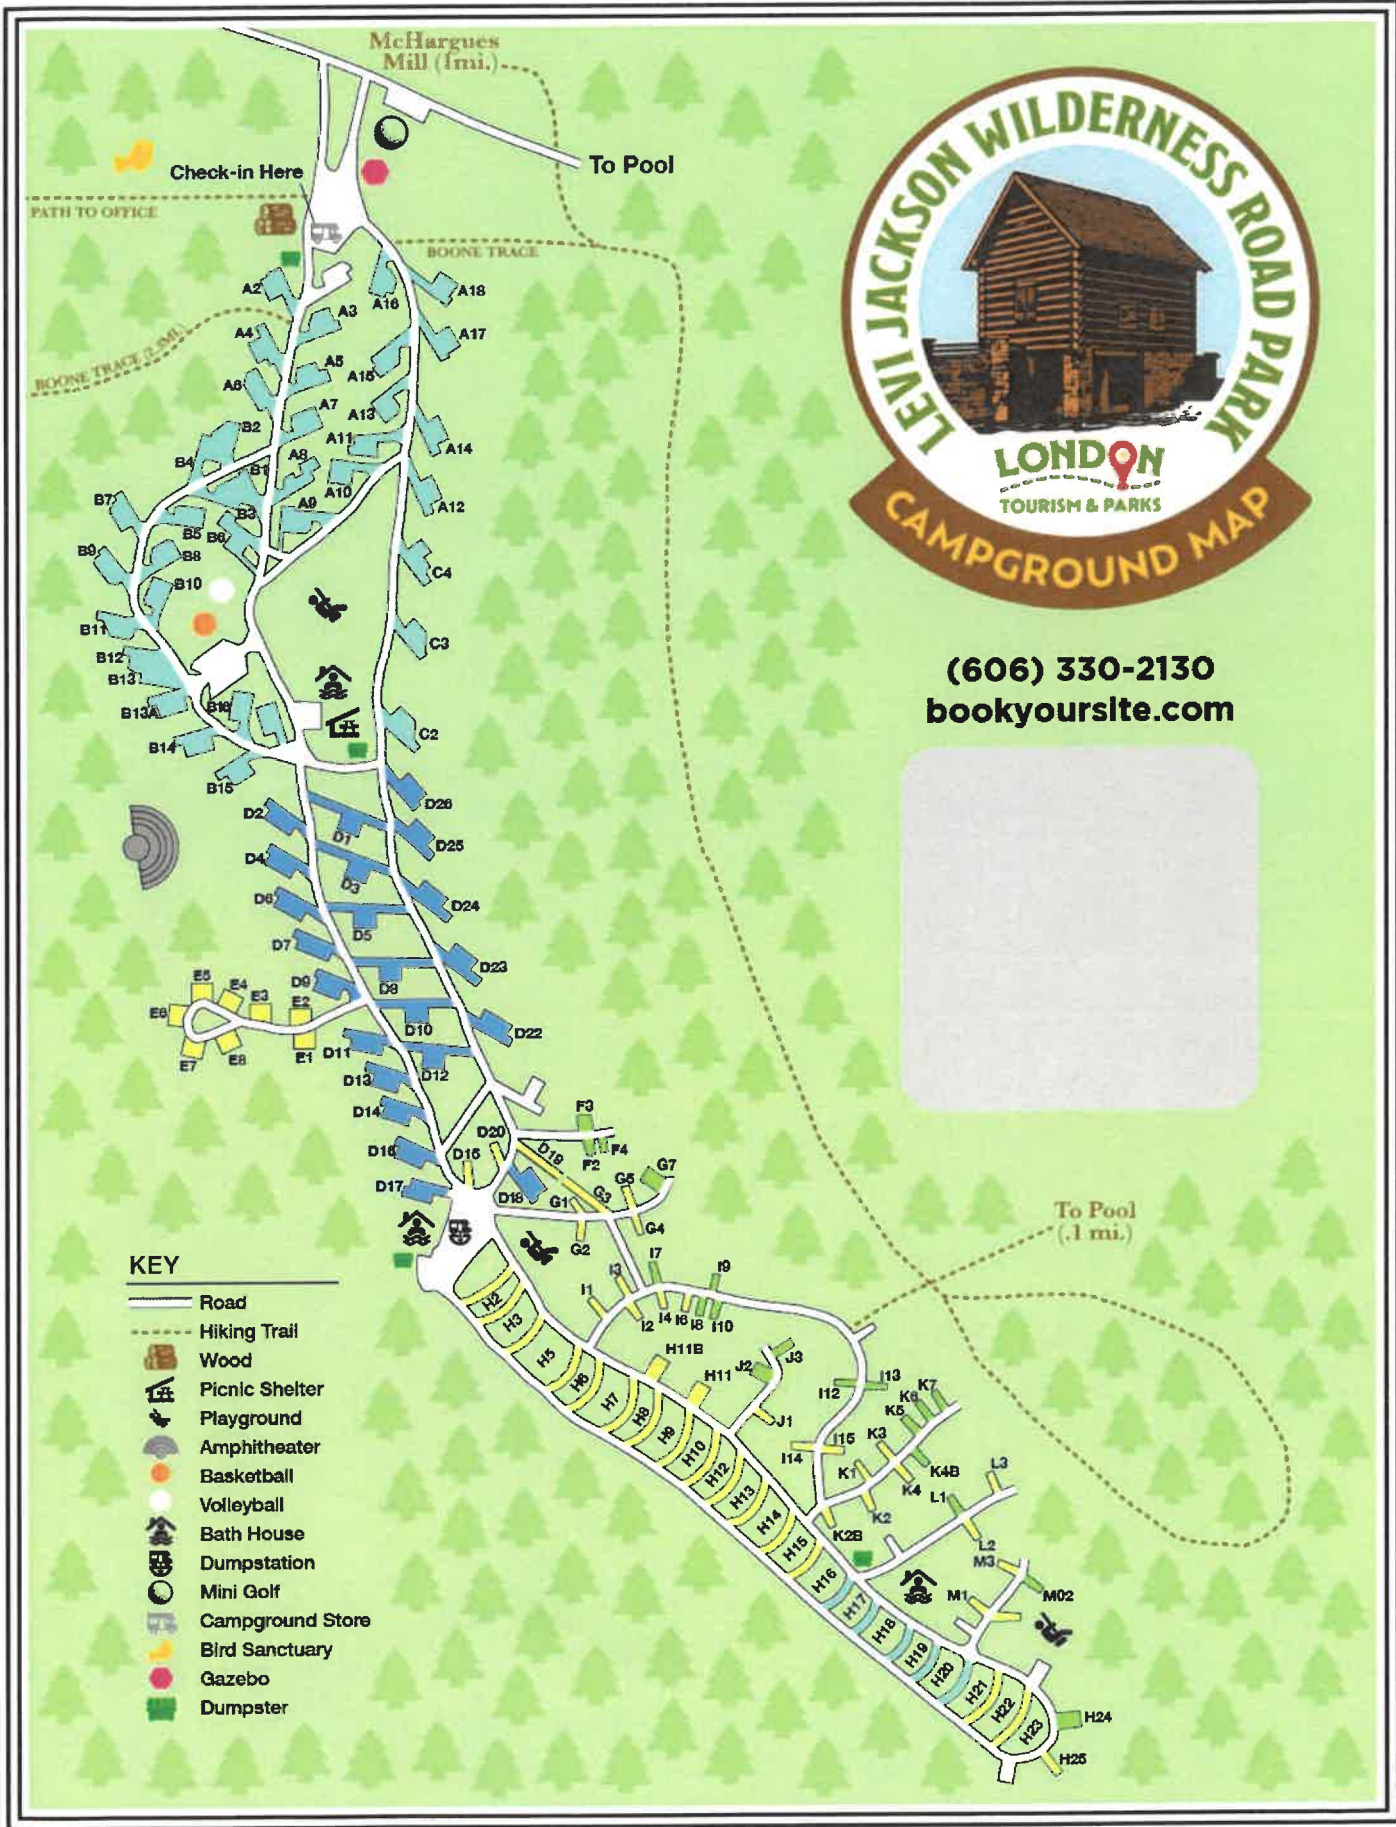 McHargues
Mill (1mi.)
To Pool
Check-in Here
PATH TO OFFICE
BOONE TRACE
BOONE TRACE (2.5MI.)
LEVI JACKSON WILDERNESS ROAD PARK
LONDON
TOURISM & PARKS
CAMPGROUND MAP
(606) 330-2130
bookyoursite.com
A2
A16
A18
A3
A4
A17
A5
A15
A6
A7
A13
B2
A11
A14
B4
B1
A8
A10
B7
A9
A12
B3
B5
B6
B9
B8
C4
B10
B11
C3
B12
B13
B13A
B16
C2
B14
B15
D26
D2
D1
D25
D4
D3
D24
D6
D5
D7
D23
D8
D9
E5
E4
E3
E2
E6
D10
D22
E7
E8
E1
D11
D12
D13
D14
F3
D20
F4
D16
D15
D19
F2
G7
D17
D18
G1
G3
G5
G4
G2
To Pool
(.1 mi.)
I7
I9
I3
I1
I2
I4
I6
I8
I10
H2
H3
H5
H11B
H6
H11
J2
J3
H7
H8
J1
I12
I13
K7
K6
K5
H9
H10
I15
K3
I14
K1
K4B
L3
H12
K4
L1
H13
K2
H14
K2B
L2
H15
M3
H16
M1
M02
H17
H18
H19
H20
H21
H22
H23
H24
H25
KEY
Road
Hiking Trail
Wood
Picnic Shelter
Playground
Amphitheater
Basketball
Volleyball
Bath House
Dumpstation
Mini Golf
Campground Store
Bird Sanctuary
Gazebo
Dumpster